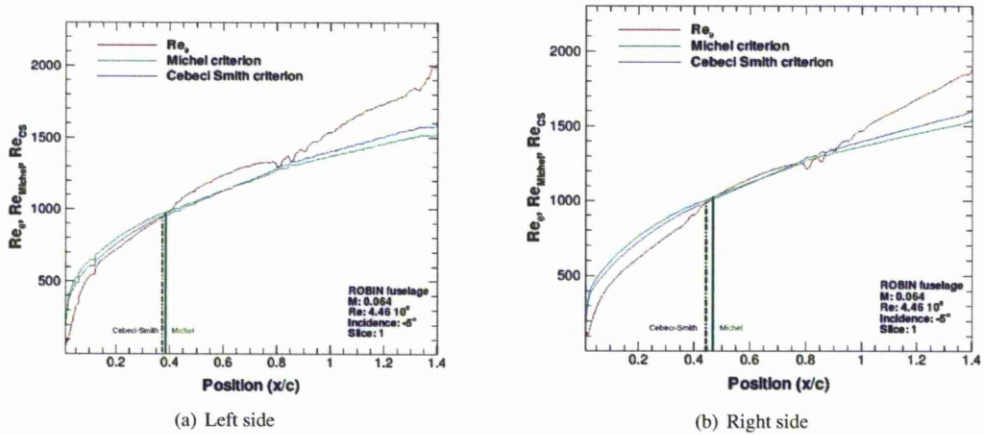 Reθ
Michel criterion
Cebeci Smith criterion
2000
1500
1000
500
Reθ, ReMichel, ReCS
ROBIN fuselage
M: 0.064
Re: 4.46 10⁶
Incidence: -5°
Slice: 1
Cebeci-Smith Michel
0.2 0.4 0.6 0.8 1 1.2 1.4
Position (x/c)
(a) Left side
Reθ
Michel criterion
Cebeci Smith criterion
2000
1500
1000
500
Reθ, ReMichel, ReCS
ROBIN fuselage
M: 0.064
Re: 4.46 10⁶
Incidence: -5°
Slice: 1
Cebeci-Smith Michel
0.2 0.4 0.6 0.8 1 1.2 1.4
Position (x/c)
(b) Right side